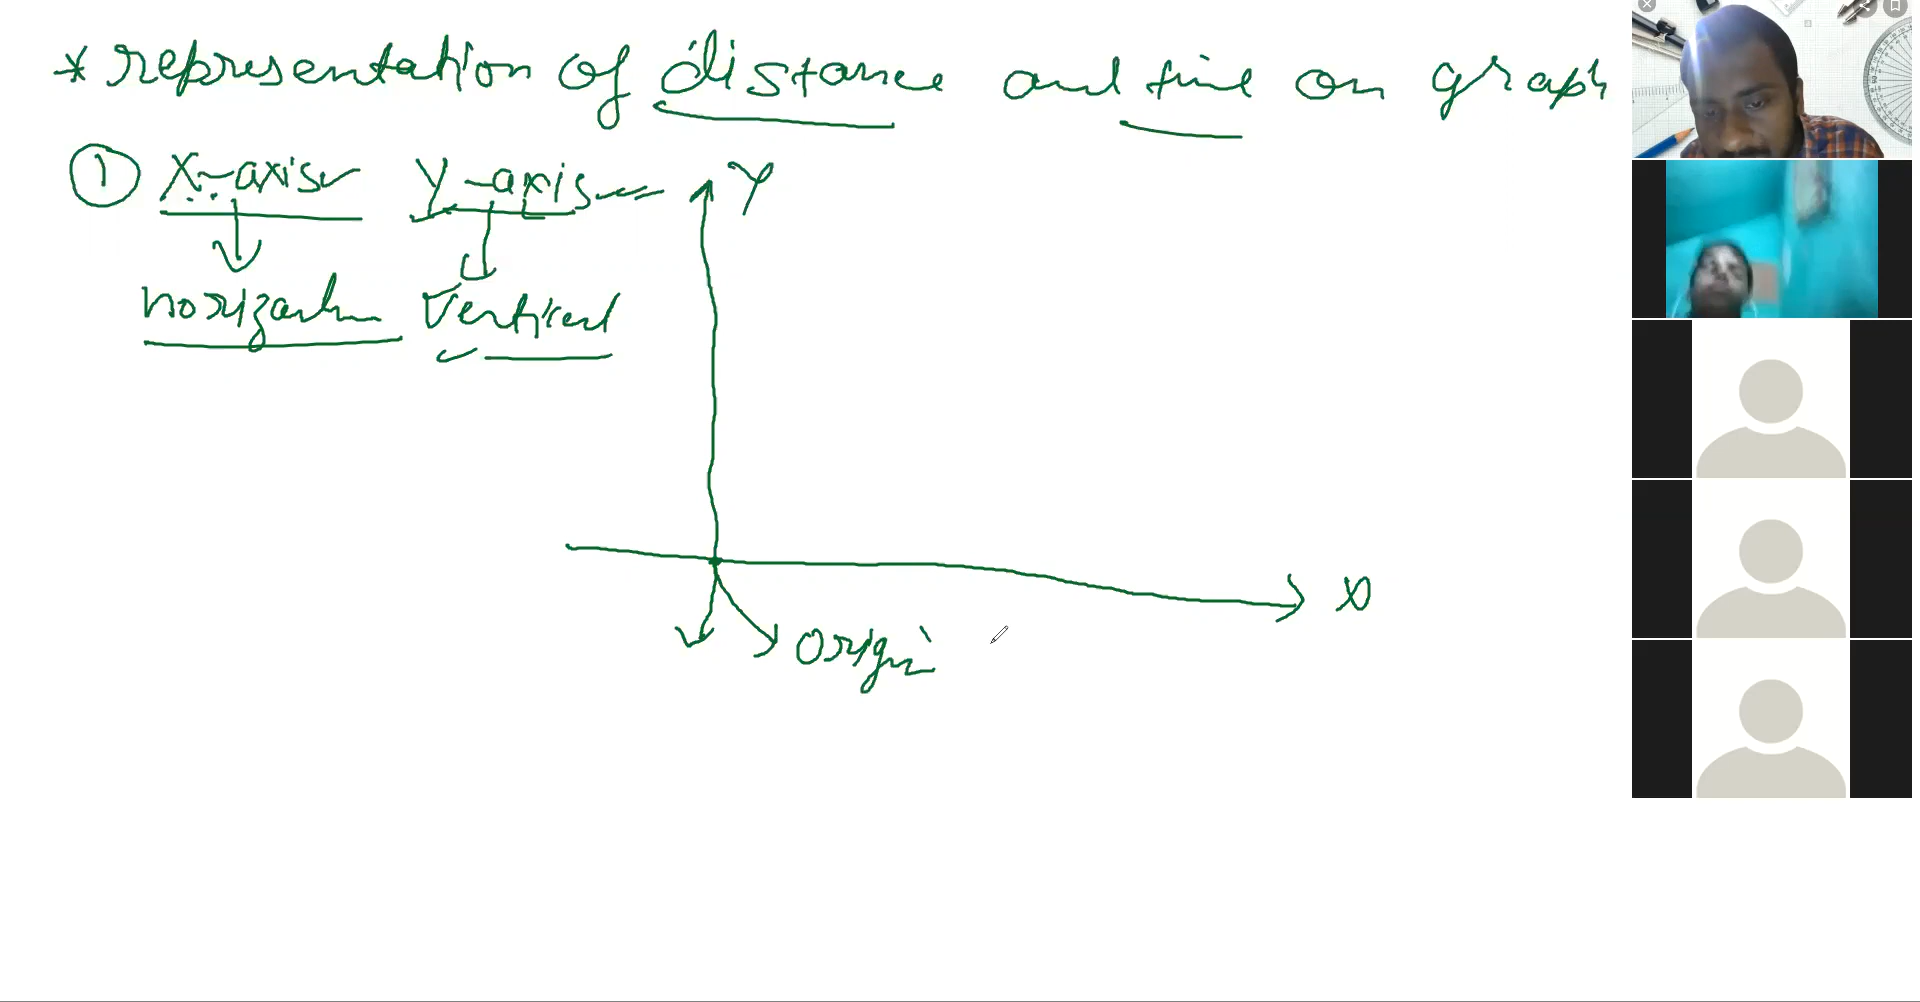 * representation of distance and time on graph
① X-axis Y-axis Y
horizontal Vertical
X
Origin